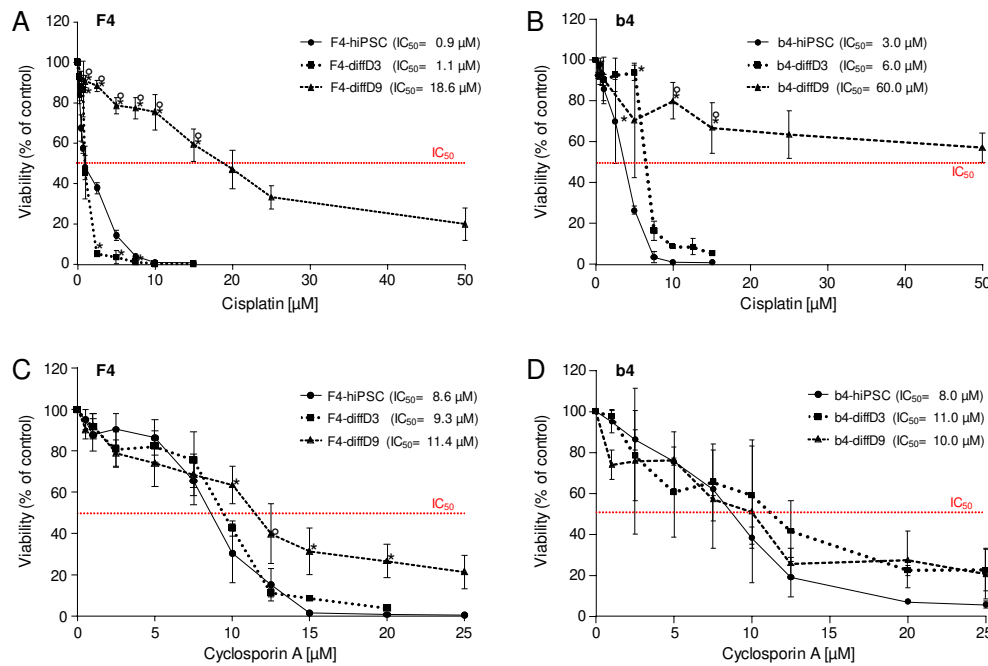 A
F4
F4-hiPSC (IC50= 0.9 µM)
F4-diffD3 (IC50= 1.1 µM)
F4-diffD9 (IC50= 18.6 µM)
Viability (% of control)
120
100
80
60
40
20
0
IC50
0 10 20 30 40 50
Cisplatin [µM]
B
b4
b4-hiPSC (IC50= 3.0 µM)
b4-diffD3 (IC50= 6.0 µM)
b4-diffD9 (IC50= 60.0 µM)
Viability (% of control)
120
100
80
60
40
20
0
IC50
0 10 20 30 40 50
Cisplatin [µM]
C
F4
F4-hiPSC (IC50= 8.6 µM)
F4-diffD3 (IC50= 9.3 µM)
F4-diffD9 (IC50= 11.4 µM)
Viability (% of control)
120
100
80
60
40
20
0
IC50
0 5 10 15 20 25
Cyclosporin A [µM]
D
b4
b4-hiPSC (IC50= 8.0 µM)
b4-diffD3 (IC50= 11.0 µM)
b4-diffD9 (IC50= 10.0 µM)
Viability (% of control)
120
100
80
60
40
20
0
IC50
0 5 10 15 20 25
Cyclosporin A [µM]